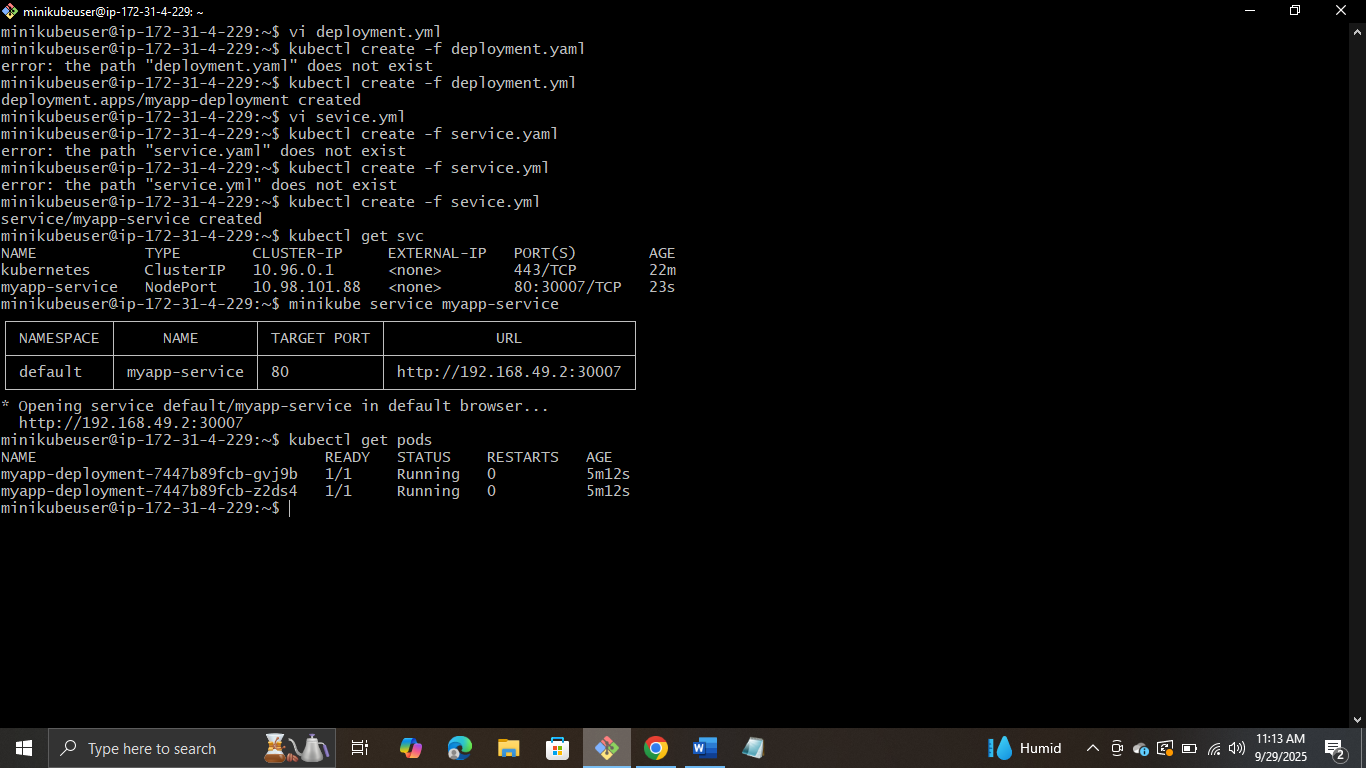 minikubeuser@ip-172-31-4-229: ~
minikubeuser@ip-172-31-4-229:~$ vi deployment.yml
minikubeuser@ip-172-31-4-229:~$ kubectl create -f deployment.yaml
error: the path "deployment.yaml" does not exist
minikubeuser@ip-172-31-4-229:~$ kubectl create -f deployment.yml
deployment.apps/myapp-deployment created
minikubeuser@ip-172-31-4-229:~$ vi sevice.yml
minikubeuser@ip-172-31-4-229:~$ kubectl create -f service.yaml
error: the path "service.yaml" does not exist
minikubeuser@ip-172-31-4-229:~$ kubectl create -f service.yml
error: the path "service.yml" does not exist
minikubeuser@ip-172-31-4-229:~$ kubectl create -f sevice.yml
service/myapp-service created
minikubeuser@ip-172-31-4-229:~$ kubectl get svc
NAME TYPE CLUSTER-IP EXTERNAL-IP PORT(S) AGE
kubernetes ClusterIP 10.96.0.1 <none> 443/TCP 22m
myapp-service NodePort 10.98.101.88 <none> 80:30007/TCP 23s
minikubeuser@ip-172-31-4-229:~$ minikube service myapp-service
NAMESPACE NAME TARGET PORT URL
default myapp-service 80 http://192.168.49.2:30007
* Opening service default/myapp-service in default browser...
http://192.168.49.2:30007
minikubeuser@ip-172-31-4-229:~$ kubectl get pods
NAME READY STATUS RESTARTS AGE
myapp-deployment-7447b89fcb-gvj9b 1/1 Running 0 5m12s
myapp-deployment-7447b89fcb-z2ds4 1/1 Running 0 5m12s
minikubeuser@ip-172-31-4-229:~$
Type here to search
Humid
11:13 AM
9/29/2025
2